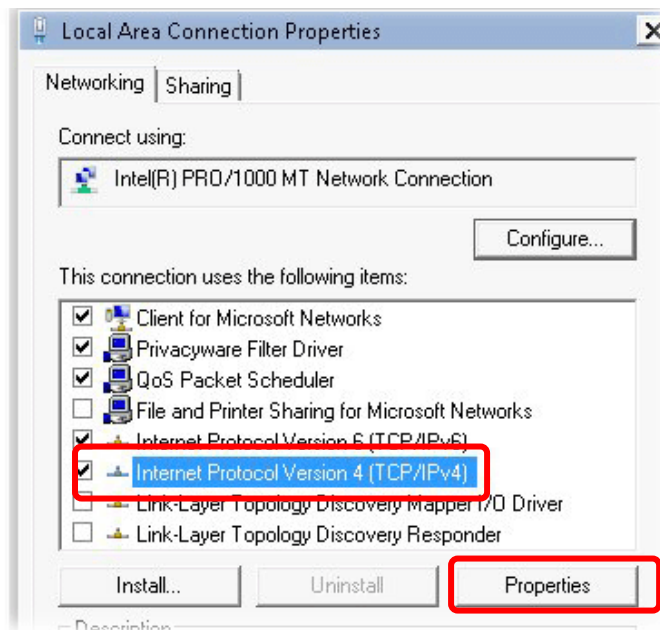 Local Area Connection Properties
Networking
Sharing
Connect using:
Intel(R) PRO/1000 MT Network Connection
Configure...
This connection uses the following items:
Client for Microsoft Networks
Privacyware Filter Driver
QoS Packet Scheduler
File and Printer Sharing for Microsoft Networks
Internet Protocol Version 6 (TCP/IPv6)
Internet Protocol Version 4 (TCP/IPv4)
Link-Layer Topology Discovery Mapper I/O Driver
Link-Layer Topology Discovery Responder
Install...
Uninstall
Properties
Description